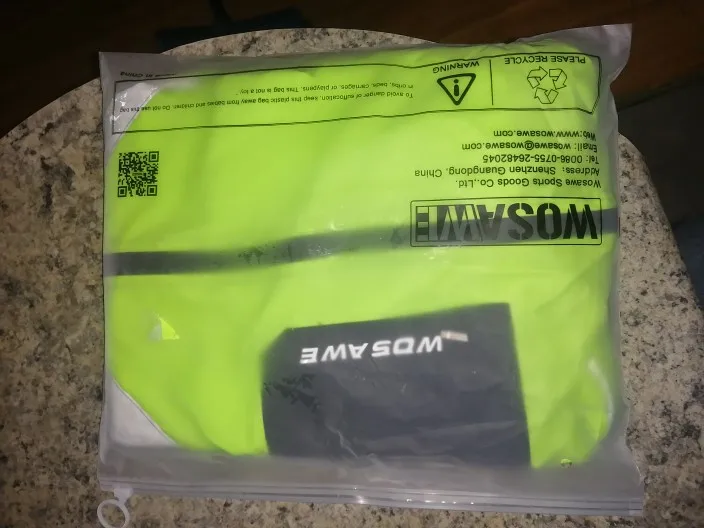 WOSAWE
WOSAWE
Wosawe Sports Goods Co.,Ltd.
Address: Shenzhen Guangdong, China
Tel: 0086-0755-26482045
Email: wosawe@wosawe.com
Web: www.wosawe.com
To avoid danger of suffocation, keep this plastic bag away from babies and children. Do not use this bag
in cribs, beds, carriages, or playpens. This bag is not a toy.
WARNING
PLEASE RECYCLE